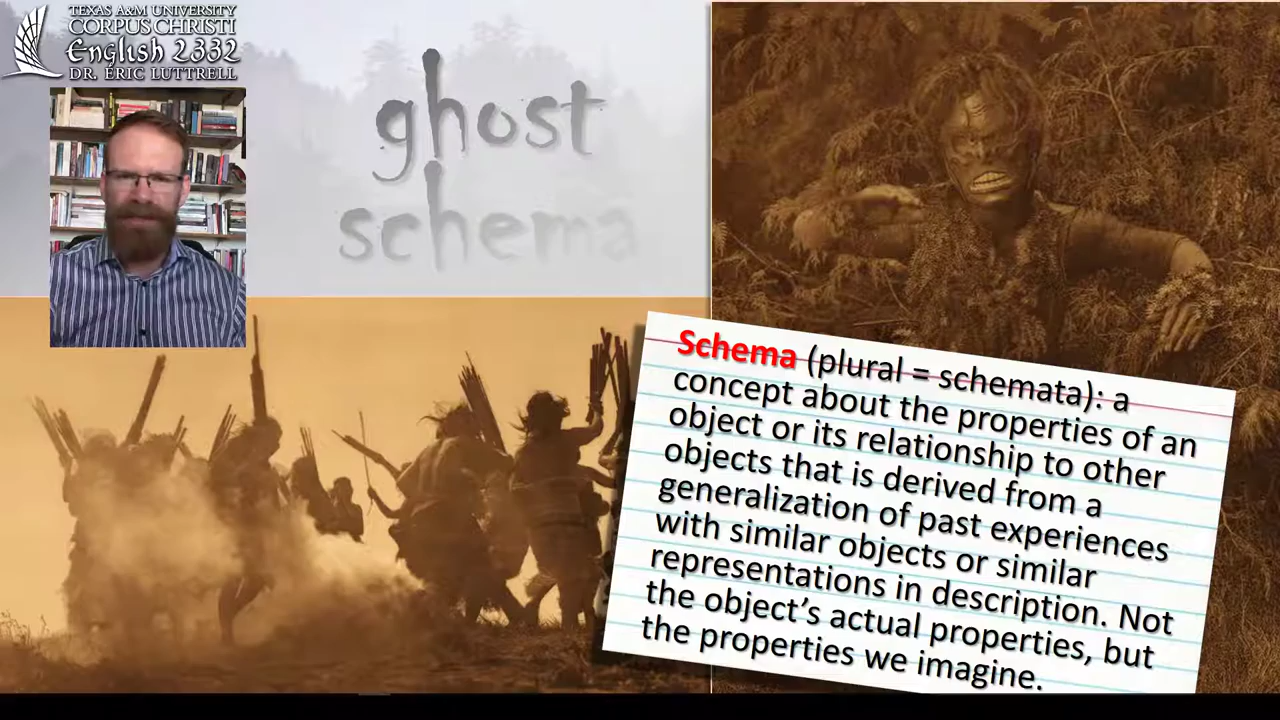 TEXAS A&M UNIVERSITY
CORPUS CHRISTI
English 2332
DR. ERIC LUTTRELL
ghost
schema
Schema (plural = schemata): a
concept about the properties of an
object or its relationship to other
objects that is derived from a
generalization of past experiences
with similar objects or similar
representations in description. Not
the object's actual properties, but
the properties we imagine.